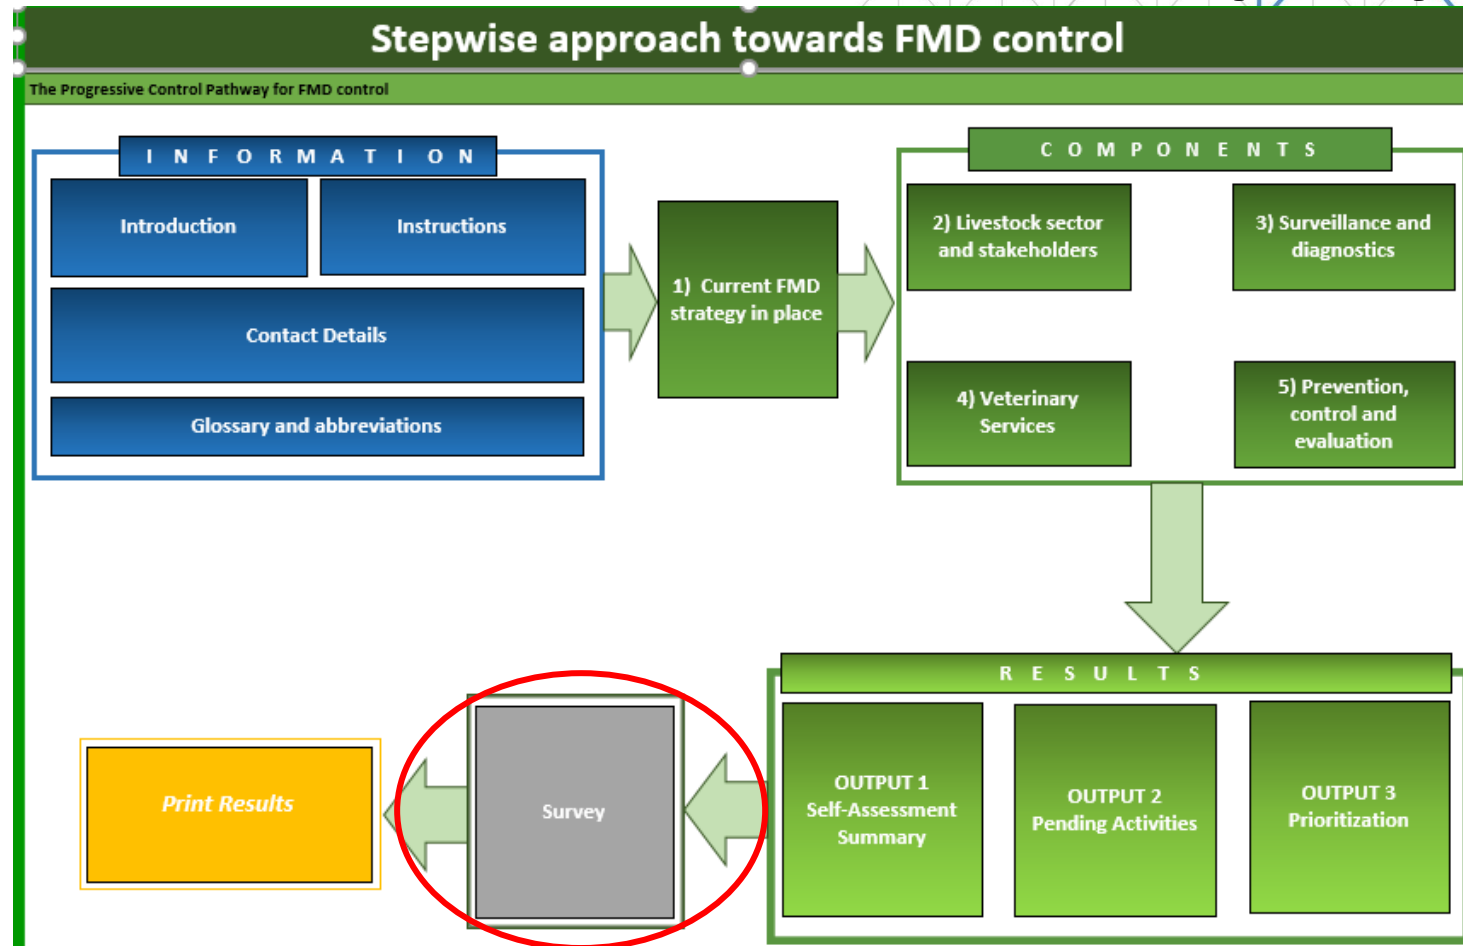 Stepwise approach towards FMD control
The Progressive Control Pathway for FMD control
I N F O R M A T I O N
Introduction
Instructions
Contact Details
Glossary and abbreviations
1) Current FMD
strategy in place
C O M P O N E N T S
2) Livestock sector
and stakeholders
3) Surveillance and
diagnostics
4) Veterinary
Services
5) Prevention,
control and
evaluation
R E S U L T S
OUTPUT 1
Self-Assessment
Summary
OUTPUT 2
Pending Activities
OUTPUT 3
Prioritization
Survey
Print Results